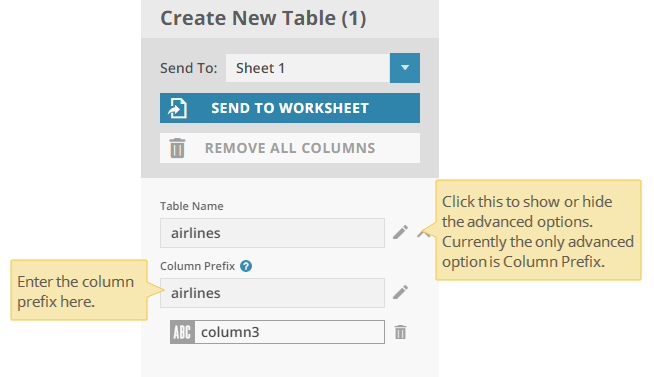 Create New Table (1)
Send To: Sheet 1
SEND TO WORKSHEET
REMOVE ALL COLUMNS
Table Name
airlines
Click this to show or hide
the advanced options.
Currently the only advanced
option is Column Prefix.
Column Prefix ?
airlines
Enter the column
prefix here.
ABC column3